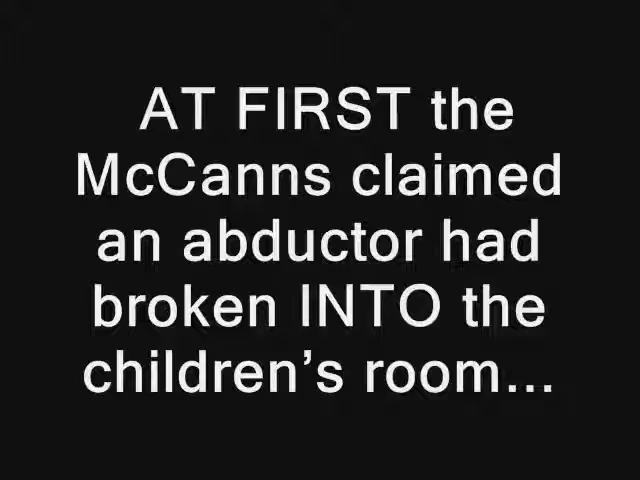 AT FIRST the
McCanns claimed
an abductor had
broken INTO the
children’s room...